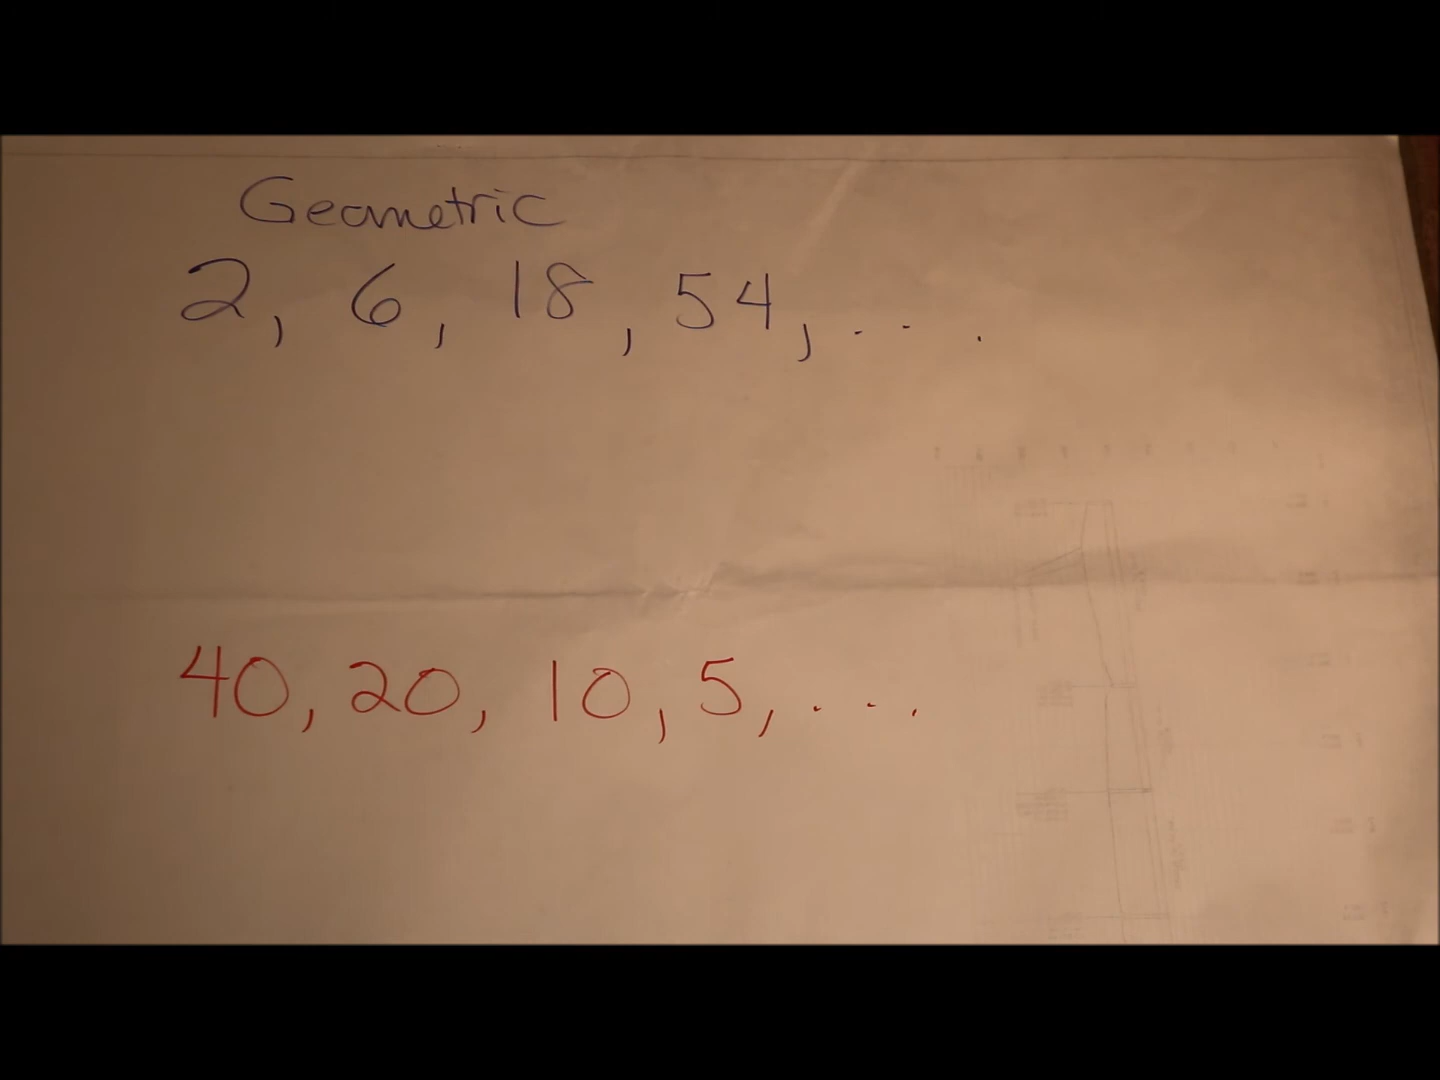 Geometric
2, 6, 18, 54, . . .
40, 20, 10, 5, . . .